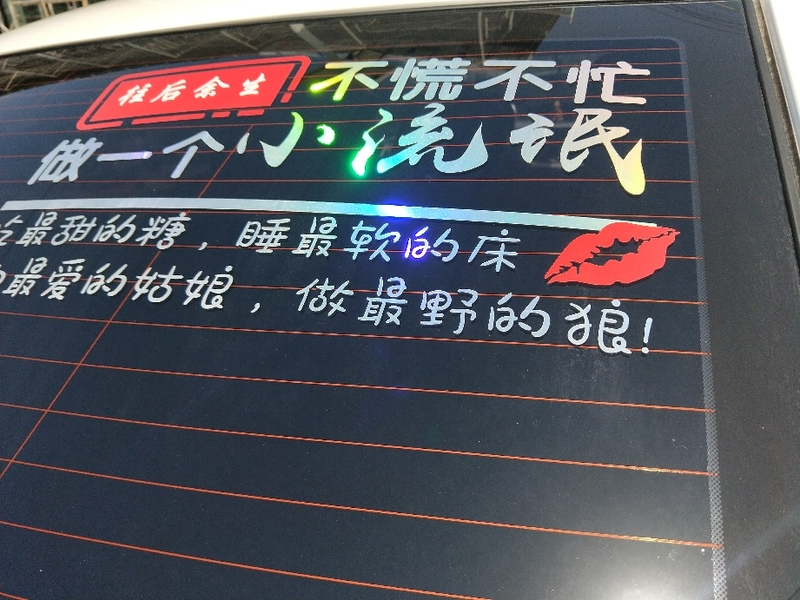 往后余生 不慌不忙
做一个小流氓
吃最甜的糖，睡最软的床
最爱的姑娘，做最野的狼!